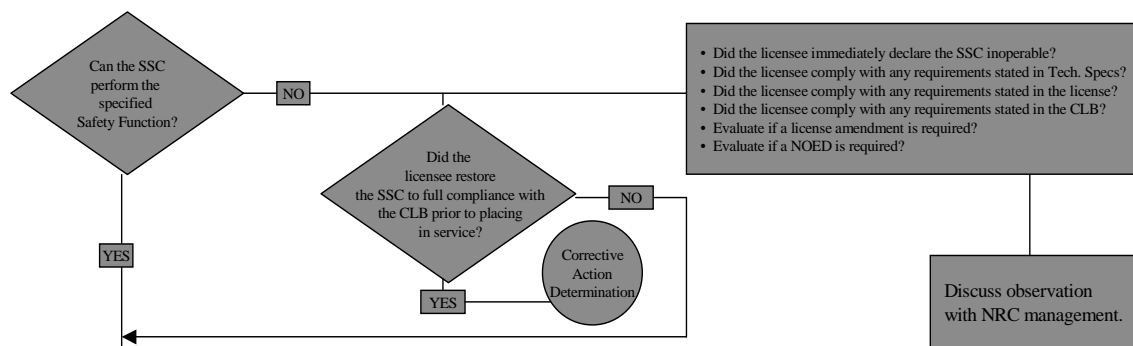 Can the SSC
perform the
specified
Safety Function?
NO
• Did the licensee immediately declare the SSC inoperable?
• Did the licensee comply with any requirements stated in Tech. Specs?
• Did the licensee comply with any requirements stated in the license?
• Did the licensee comply with any requirements stated in the CLB?
• Evaluate if a license amendment is required?
• Evaluate if a NOED is required?
Did the
licensee restore
the SSC to full compliance with
the CLB prior to placing
in service?
NO
YES
Corrective
Action
Determination
YES
Discuss observation
with NRC management.